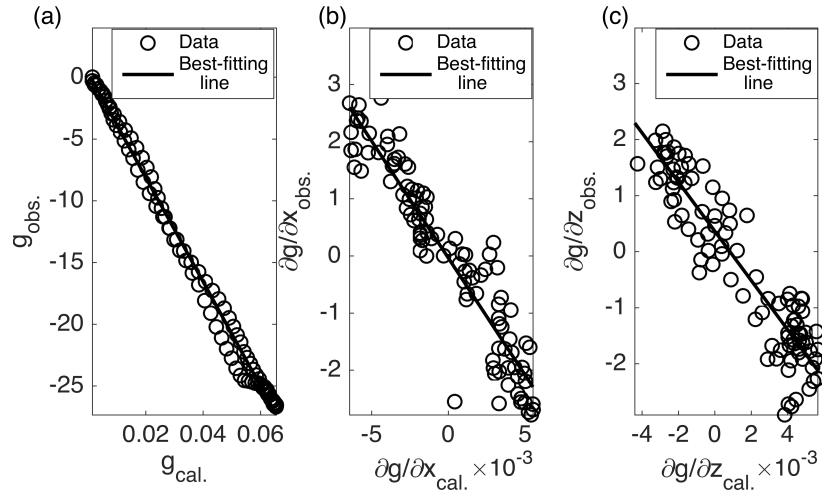 (a)
Data
Best-fitting
line
0
-5
-10
-15
-20
-25
g_obs.
0.02 0.04 0.06
g_cal.
(b)
Data
Best-fitting
line
3
2
1
0
-1
-2
∂g/∂x_obs.
-5 0 5
∂g/∂x_cal. ×10^-3
(c)
Data
Best-fitting
line
4
3
2
1
0
-1
-2
∂g/∂z_obs.
-4 -2 0 2 4
∂g/∂z_cal. ×10^-3